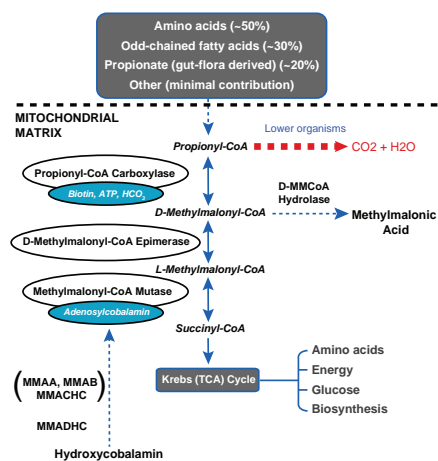 Amino acids (~50%)
Odd-chained fatty acids (~30%)
Propionate (gut-flora derived) (~20%)
Other (minimal contribution)
MITOCHONDRIAL
MATRIX
Lower organisms
Propionyl-CoA
CO2 + H2O
Propionyl-CoA Carboxylase
Biotin, ATP, HCO3
D-MMCoA
Hydrolase
D-Methylmalonyl-CoA
Methylmalonic
Acid
D-Methylmalonyl-CoA Epimerase
L-Methylmalonyl-CoA
Methylmalonyl-CoA Mutase
Adenosylcobalamin
Succinyl-CoA
Krebs (TCA) Cycle
Amino acids
Energy
Glucose
Biosynthesis
(MMAA, MMAB
MMACHC)
MMADHC
Hydroxycobalamin